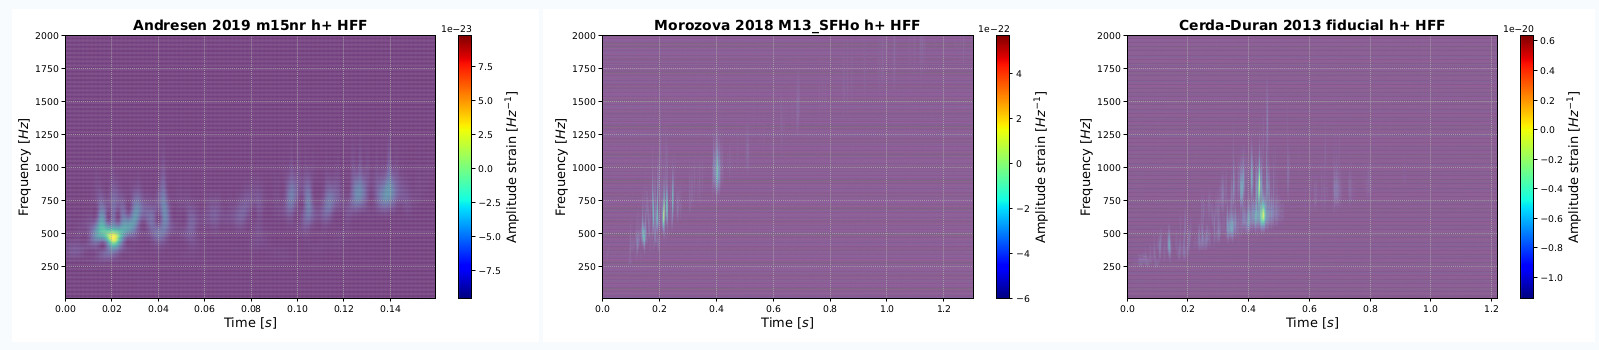 Andresen 2019 m15nr h+ HFF
1e−23
2000
1750
1500
1250
1000
750
500
250
Frequency [Hz]
0.00 0.02 0.04 0.06 0.08 0.10 0.12 0.14
Time [s]
7.5
5.0
2.5
0.0
−2.5
−5.0
−7.5
Amplitude strain [Hz⁻¹]
Morozova 2018 M13_SFHo h+ HFF
1e−22
2000
1750
1500
1250
1000
750
500
250
Frequency [Hz]
0.0 0.2 0.4 0.6 0.8 1.0 1.2
Time [s]
4
2
0
−2
−4
−6
Amplitude strain [Hz⁻¹]
Cerda-Duran 2013 fiducial h+ HFF
1e−20
2000
1750
1500
1250
1000
750
500
250
Frequency [Hz]
0.0 0.2 0.4 0.6 0.8 1.0 1.2
Time [s]
0.6
0.4
0.2
0.0
−0.2
−0.4
−0.6
−0.8
−1.0
Amplitude strain [Hz⁻¹]